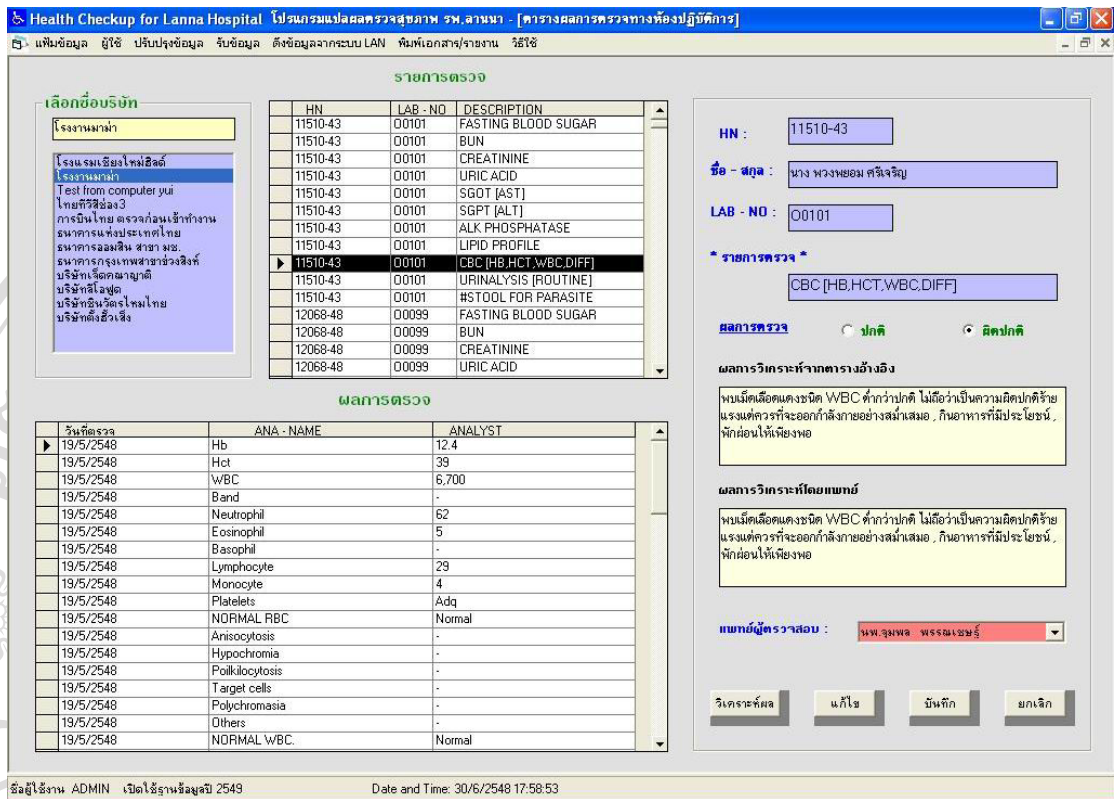 Health Checkup for Lanna Hospital โปรแกรมแปลผลตรวจสุขภาพ รพ.ลานนา - [ตารางผลการตรวจทางห้องปฏิบัติการ]
แฟ้มข้อมูล ผู้ใช้ ปรับปรุงข้อมูล รับข้อมูล ดึงข้อมูลจากระบบ LAN พิมพ์เอกสาร/รายงาน วิธีใช้
เลือกชื่อบริษัท
โรงงานมาม่า
โรงแรมเชียงใหม่ฮิลล์
โรงงานมาม่า
Test from computer yui
ไทยทีวีสีช่อง3
การบินไทย ตรวจก่อนเข้าทำงาน
ธนาคารแห่งประเทศไทย
ธนาคารออมสิน สาขา มช.
ธนาคารกรุงเทพสาขาช่วงสิงห์
บริษัทเจ็ดคณาญาติ
บริษัทลีโอฟูด
บริษัทชินวัตรไหมไทย
บริษัทตั้งฮั้วเส็ง
รายการตรวจ
HN LAB - NO DESCRIPTION
11510-43 O0101 FASTING BLOOD SUGAR
11510-43 O0101 BUN
11510-43 O0101 CREATININE
11510-43 O0101 URIC ACID
11510-43 O0101 SGOT [AST]
11510-43 O0101 SGPT [ALT]
11510-43 O0101 ALK PHOSPHATASE
11510-43 O0101 LIPID PROFILE
11510-43 O0101 CBC [HB,HCT,WBC,DIFF]
11510-43 O0101 URINALYSIS [ROUTINE]
11510-43 O0101 #STOOL FOR PARASITE
12068-48 O0099 FASTING BLOOD SUGAR
12068-48 O0099 BUN
12068-48 O0099 CREATININE
12068-48 O0099 URIC ACID
ผลการตรวจ
วันที่ตรวจ ANA - NAME ANALYST
19/5/2548 Hb 12.4
19/5/2548 Hct 39
19/5/2548 WBC 6,700
19/5/2548 Band -
19/5/2548 Neutrophil 62
19/5/2548 Eosinophil 5
19/5/2548 Basophil -
19/5/2548 Lymphocyte 29
19/5/2548 Monocyte 4
19/5/2548 Platelets Adq
19/5/2548 NORMAL RBC Normal
19/5/2548 Anisocytosis -
19/5/2548 Hypochromia -
19/5/2548 Poilkilocytosis -
19/5/2548 Target cells -
19/5/2548 Polychromasia -
19/5/2548 Others -
19/5/2548 NORMAL WBC. Normal
HN : 11510-43
ชื่อ - สกุล : นาง พวงพยอม ศรีเจริญ
LAB - NO : O0101
* รายการตรวจ *
CBC [HB,HCT,WBC,DIFF]
ผลการตรวจ ปกติ ผิดปกติ
ผลการวิเคราะห์จากตารางอ้างอิง
พบเม็ดเลือดแดงชนิด WBC ต่ำกว่าปกติ ไม่ถือว่าเป็นความผิดปกติร้าย
แรงแต่ควรที่จะออกกำลังกายอย่างสม่ำเสมอ , กินอาหารที่มีประโยชน์ ,
พักผ่อนให้เพียงพอ
ผลการวิเคราะห์โดยแพทย์
พบเม็ดเลือดแดงชนิด WBC ต่ำกว่าปกติ ไม่ถือว่าเป็นความผิดปกติร้าย
แรงแต่ควรที่จะออกกำลังกายอย่างสม่ำเสมอ , กินอาหารที่มีประโยชน์ ,
พักผ่อนให้เพียงพอ
แพทย์ผู้ตรวจสอบ : นพ.จุมพล พรรณเชษฐ์
วิเคราะห์ผล แก้ไข บันทึก ยกเลิก
ชื่อผู้ใช้งาน ADMIN เปิดใช้ฐานข้อมูลปี 2549 Date and Time: 30/6/2548 17:58:53